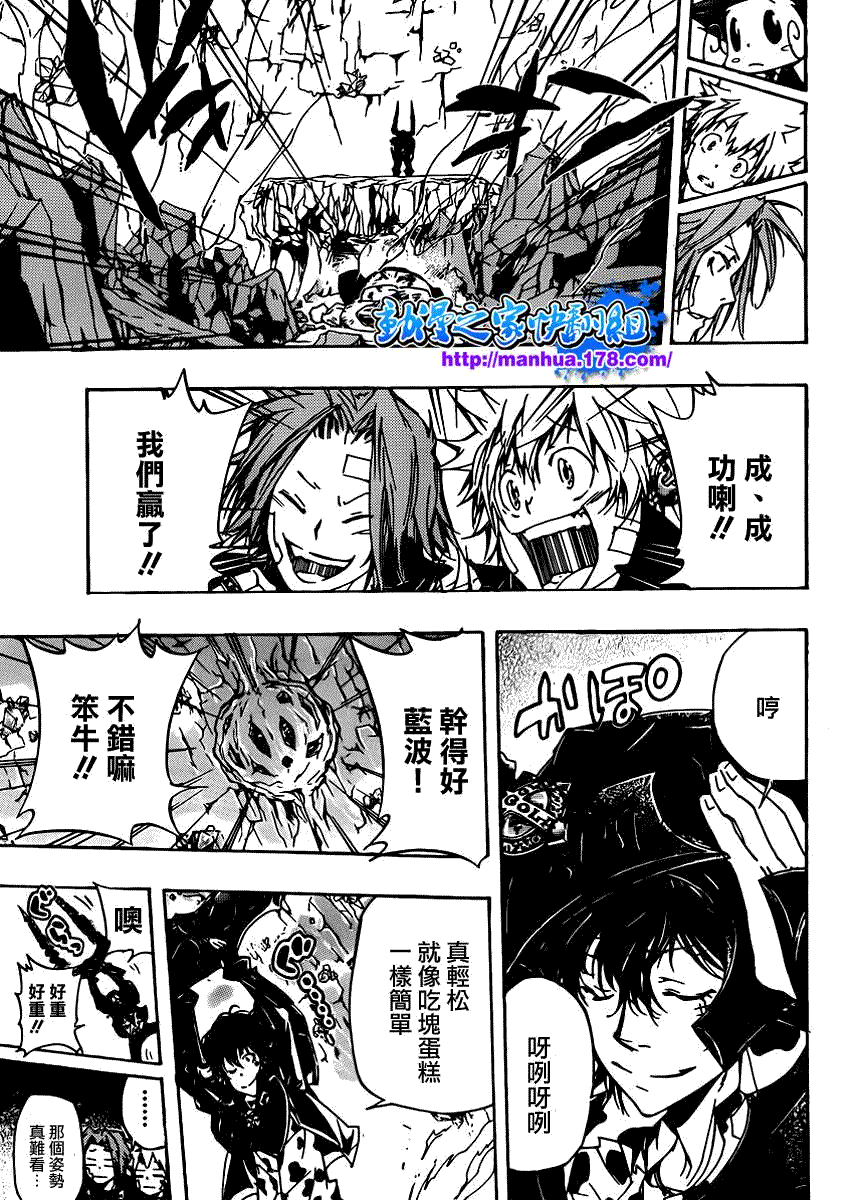 動漫之家快翻組
http://manhua.178.com/
成、成
功喇!!
我們贏了!!
哼
かぽ
GOLD
呀咧呀咧
幹得好
藍波！
不錯嘛
笨牛!!
真輕松
就像吃塊蛋糕
一樣簡單
噢
好重
好重!!
……
那個姿勢
真難看…